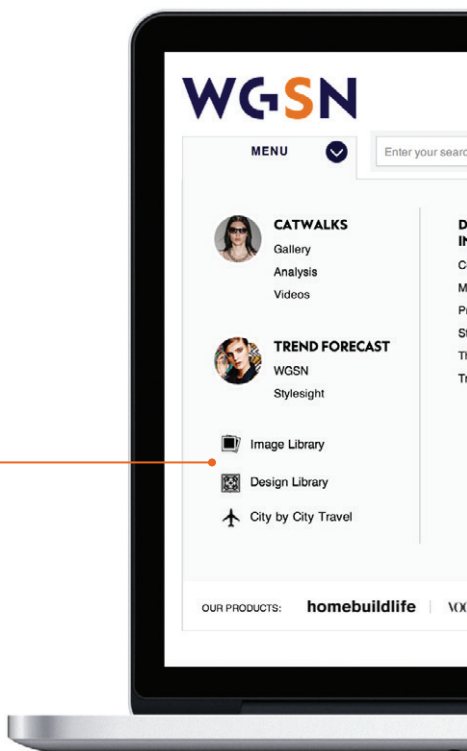 WGSN
MENU
Enter your
CATWALKS
Gallery
Analysis
Videos
TREND FORECAST
WGSN
Stylesight
Image Library
Design Library
City by City Travel
OUR PRODUCTS: homebuildlife